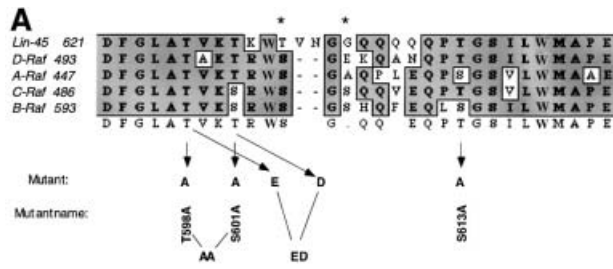 A
* *
Lin-45 621 D F G L A T V K T K W T V N G G Q Q Q Q Q P T G S I L W M A P E
D-Raf 493 D F G L A T A K T R W S - - G E K Q A N Q P T G S I L W M A P E
A-Raf 447 D F G L A T V K T R W S - - G A Q P L E Q P S G S V L W M A A E
C-Raf 486 D F G L A T V K S R W S - - G S Q Q V E Q P T G S V L W M A P E
B-Raf 593 D F G L A T V K S R W S - - G S H Q F E Q L S G S I L W M A P E
D F G L A T V K T R W S G . Q Q E Q P T G S I L W M A P E
Mutant: A A E D A
Mutant name: T598A S601A S613A
AA ED